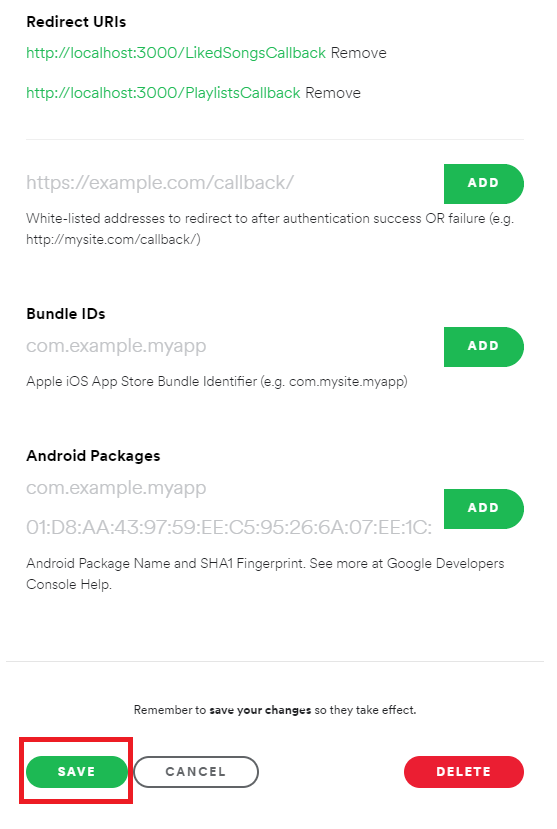 Redirect URIs
http://localhost:3000/LikedSongsCallback Remove
http://localhost:3000/PlaylistsCallback Remove
https://example.com/callback/
ADD
White-listed addresses to redirect to after authentication success OR failure (e.g.
http://mysite.com/callback/)
Bundle IDs
com.example.myapp
ADD
Apple iOS App Store Bundle Identifier (e.g. com.mysite.myapp)
Android Packages
com.example.myapp
ADD
01:D8:AA:43:97:59:EE:C5:95:26:6A:07:EE:1C:
Android Package Name and SHA1 Fingerprint. See more at Google Developers
Console Help.
Remember to save your changes so they take effect.
SAVE CANCEL DELETE